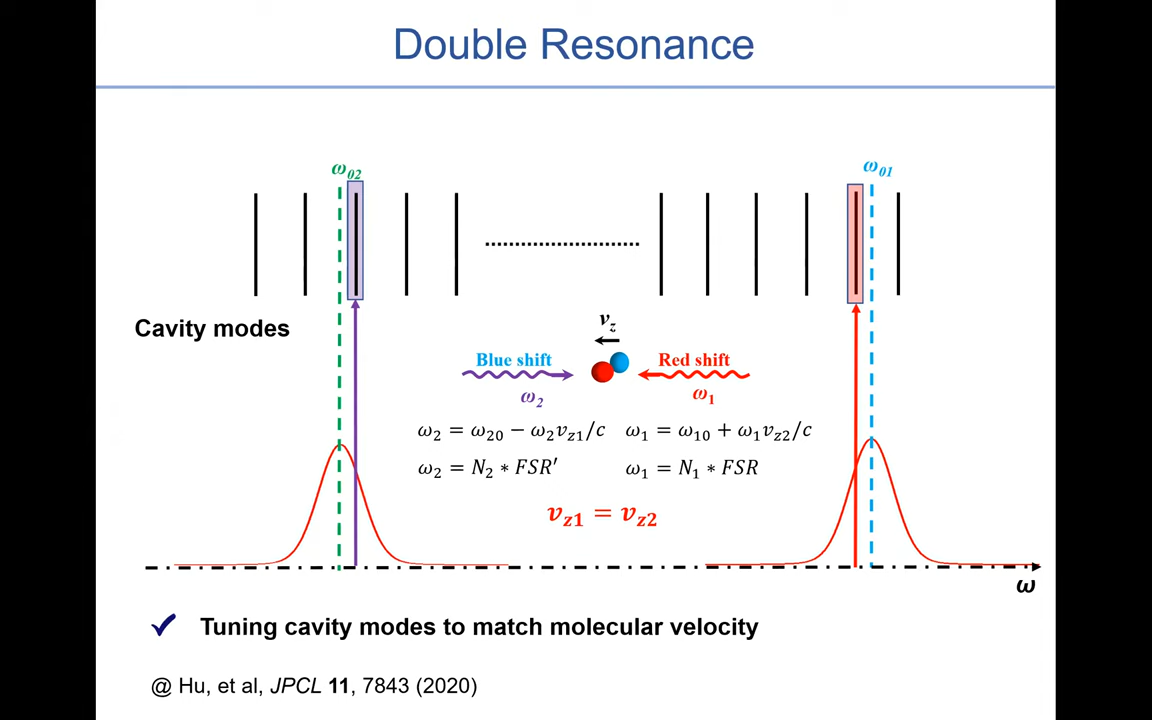 Double Resonance
ω02
ω01
Cavity modes
vz
Blue shift
Red shift
ω2
ω1
ω2 = ω20 − ω2vz1/c
ω1 = ω10 + ω1vz2/c
ω2 = N2 ∗ FSR′
ω1 = N1 ∗ FSR
vz1 = vz2
ω
✓ Tuning cavity modes to match molecular velocity
@ Hu, et al, JPCL 11, 7843 (2020)